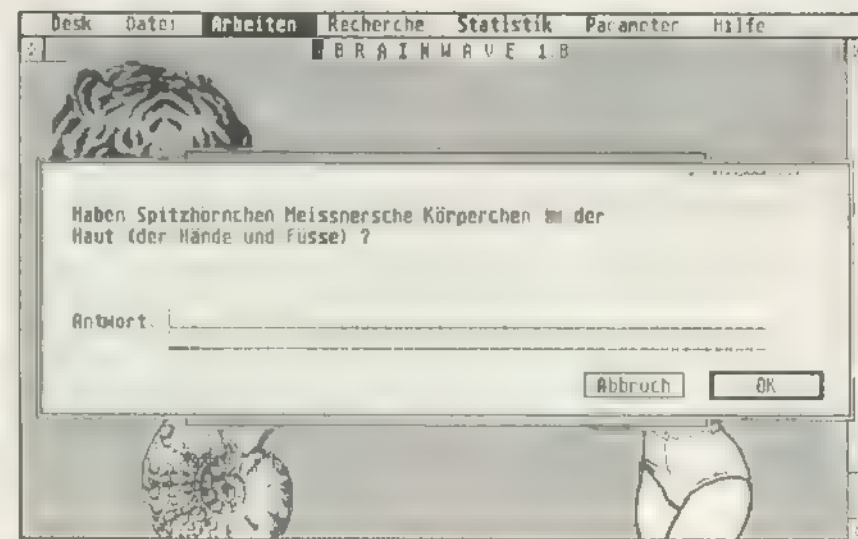 Desk Datei Arbeiten Recherche Statistik Parameter Hilfe
BRAINWAVE 1.B
Haben Spitzhörnchen Meissnersche Körperchen in der
Haut (der Hände und Füsse) ?
Antwort:
Abbruch OK